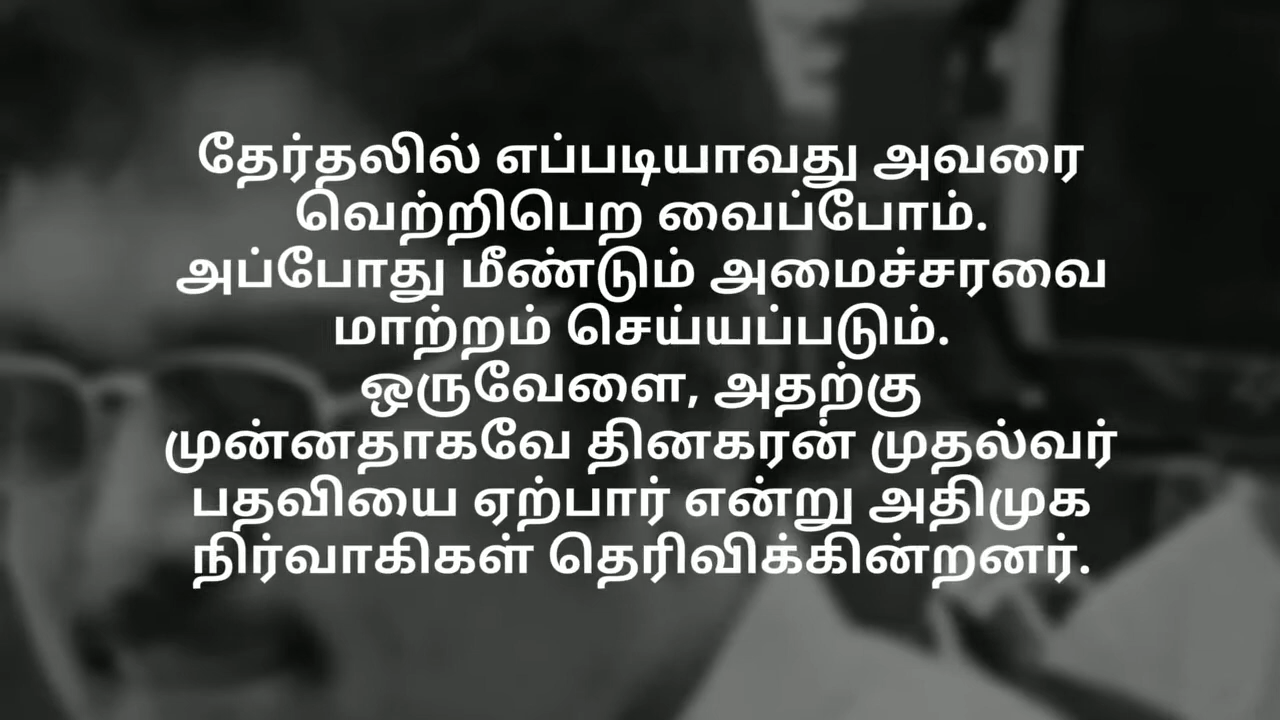 தேர்தலில் எப்படியாவது அவரை
வெற்றிபெற வைப்போம்.
அப்போது மீண்டும் அமைச்சரவை
மாற்றம் செய்யப்படும்.
ஒருவேளை, அதற்கு
முன்னதாகவே தினகரன் முதல்வர்
பதவியை ஏற்பார் என்று அதிமுக
நிர்வாகிகள் தெரிவிக்கின்றனர்.